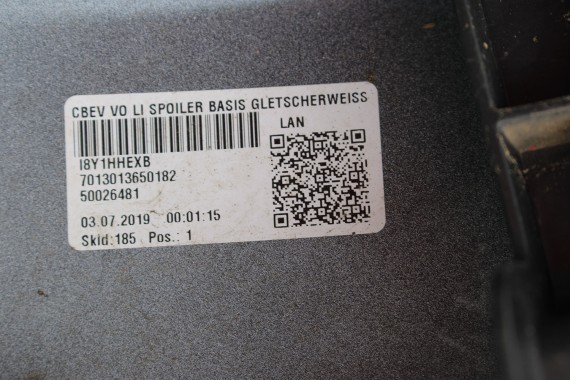 CBEV VO LI SPOILER BASIS GLETSCHERWEISS
LAN
I8Y1HHEXB
7013013650182
50026481
03.07.2019 00:01:15
Skid:185 Pos.: 1